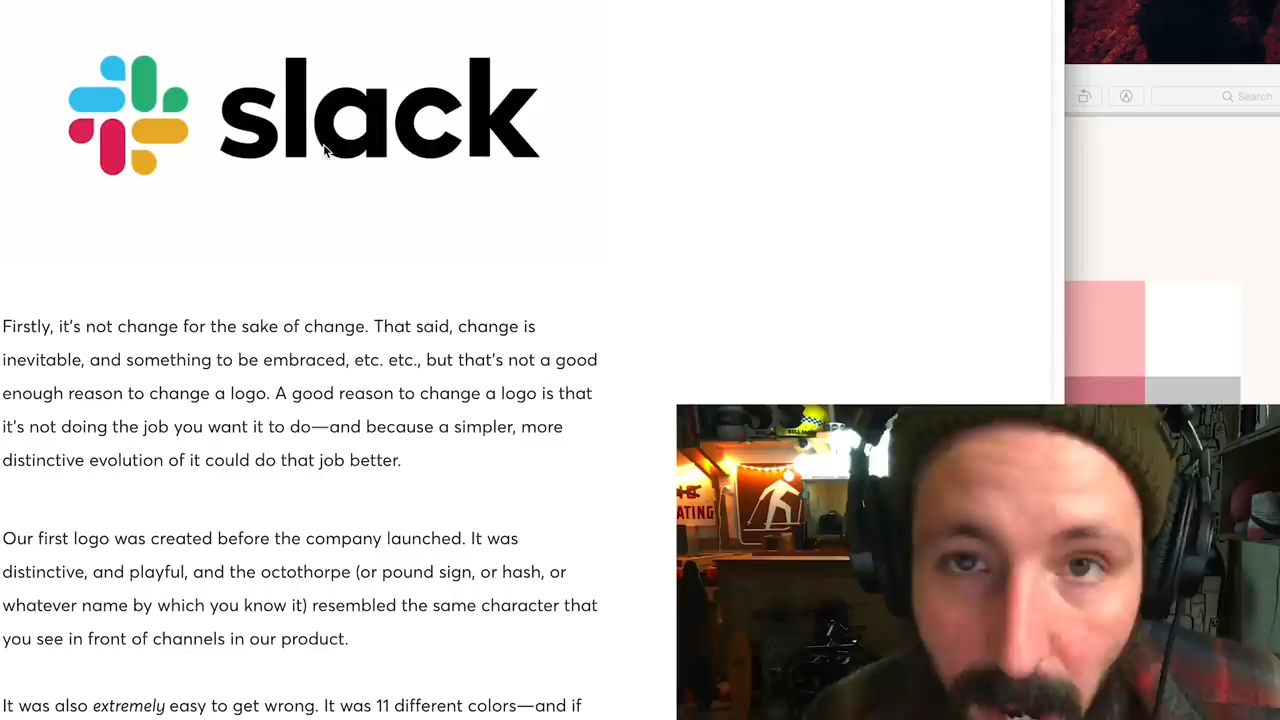 slack
Search
Firstly, it's not change for the sake of change. That said, change is
inevitable, and something to be embraced, etc. etc., but that's not a good
enough reason to change a logo. A good reason to change a logo is that
it's not doing the job you want it to do—and because a simpler, more
distinctive evolution of it could do that job better.
Our first logo was created before the company launched. It was
distinctive, and playful, and the octothorpe (or pound sign, or hash, or
whatever name by which you know it) resembled the same character that
you see in front of channels in our product.
It was also extremely easy to get wrong. It was 11 different colors—and if
ATING